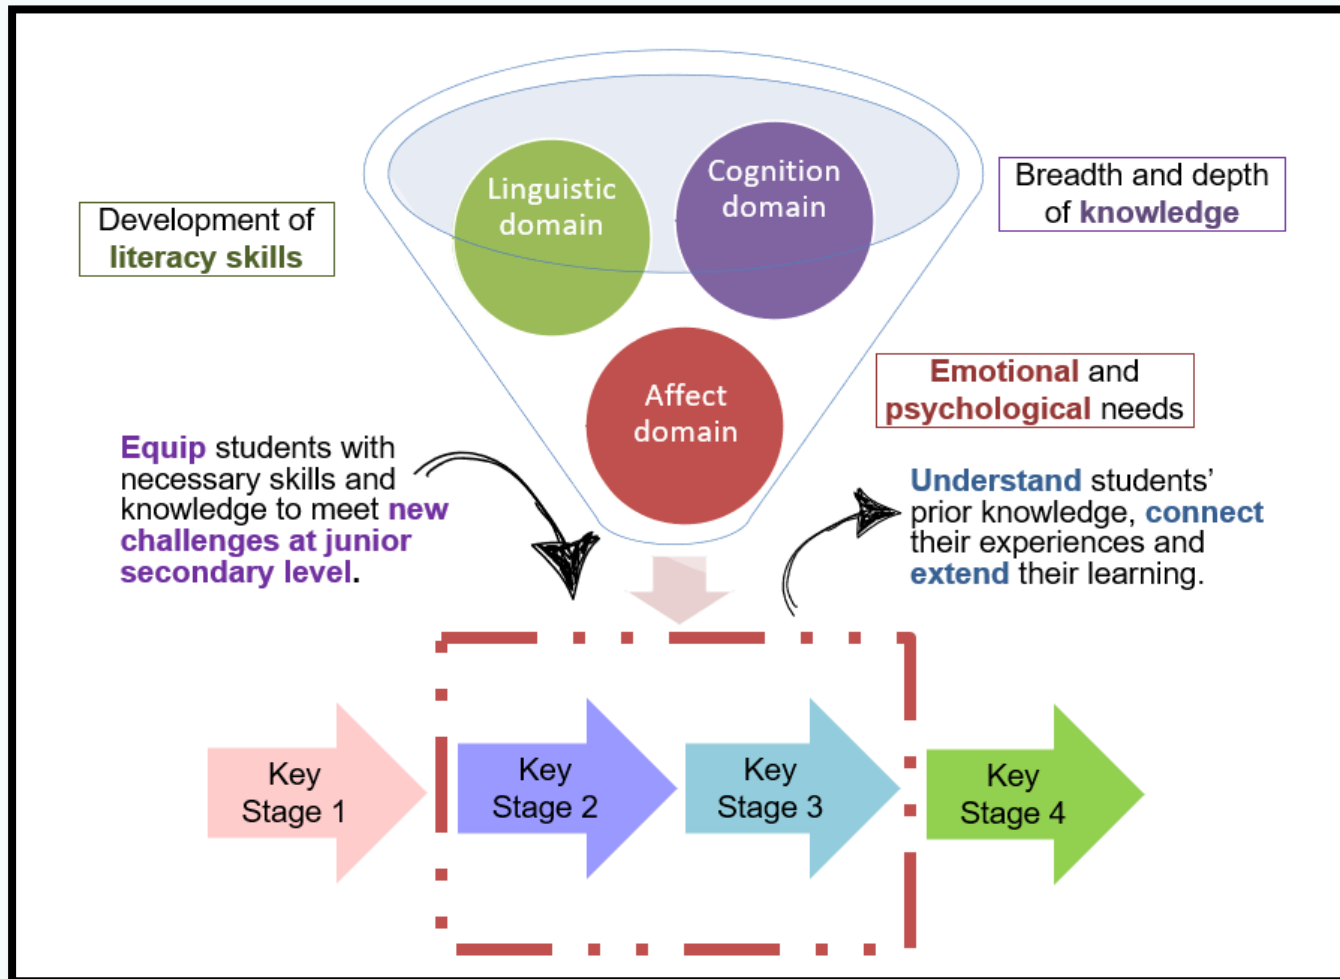 Linguistic
domain
Cognition
domain
Breadth and depth
of knowledge
Development of
literacy skills
Affect
domain
Emotional and
psychological needs
Equip students with
necessary skills and
knowledge to meet new
challenges at junior
secondary level.
Understand students’
prior knowledge, connect
their experiences and
extend their learning.
Key
Stage 1
Key
Stage 2
Key
Stage 3
Key
Stage 4